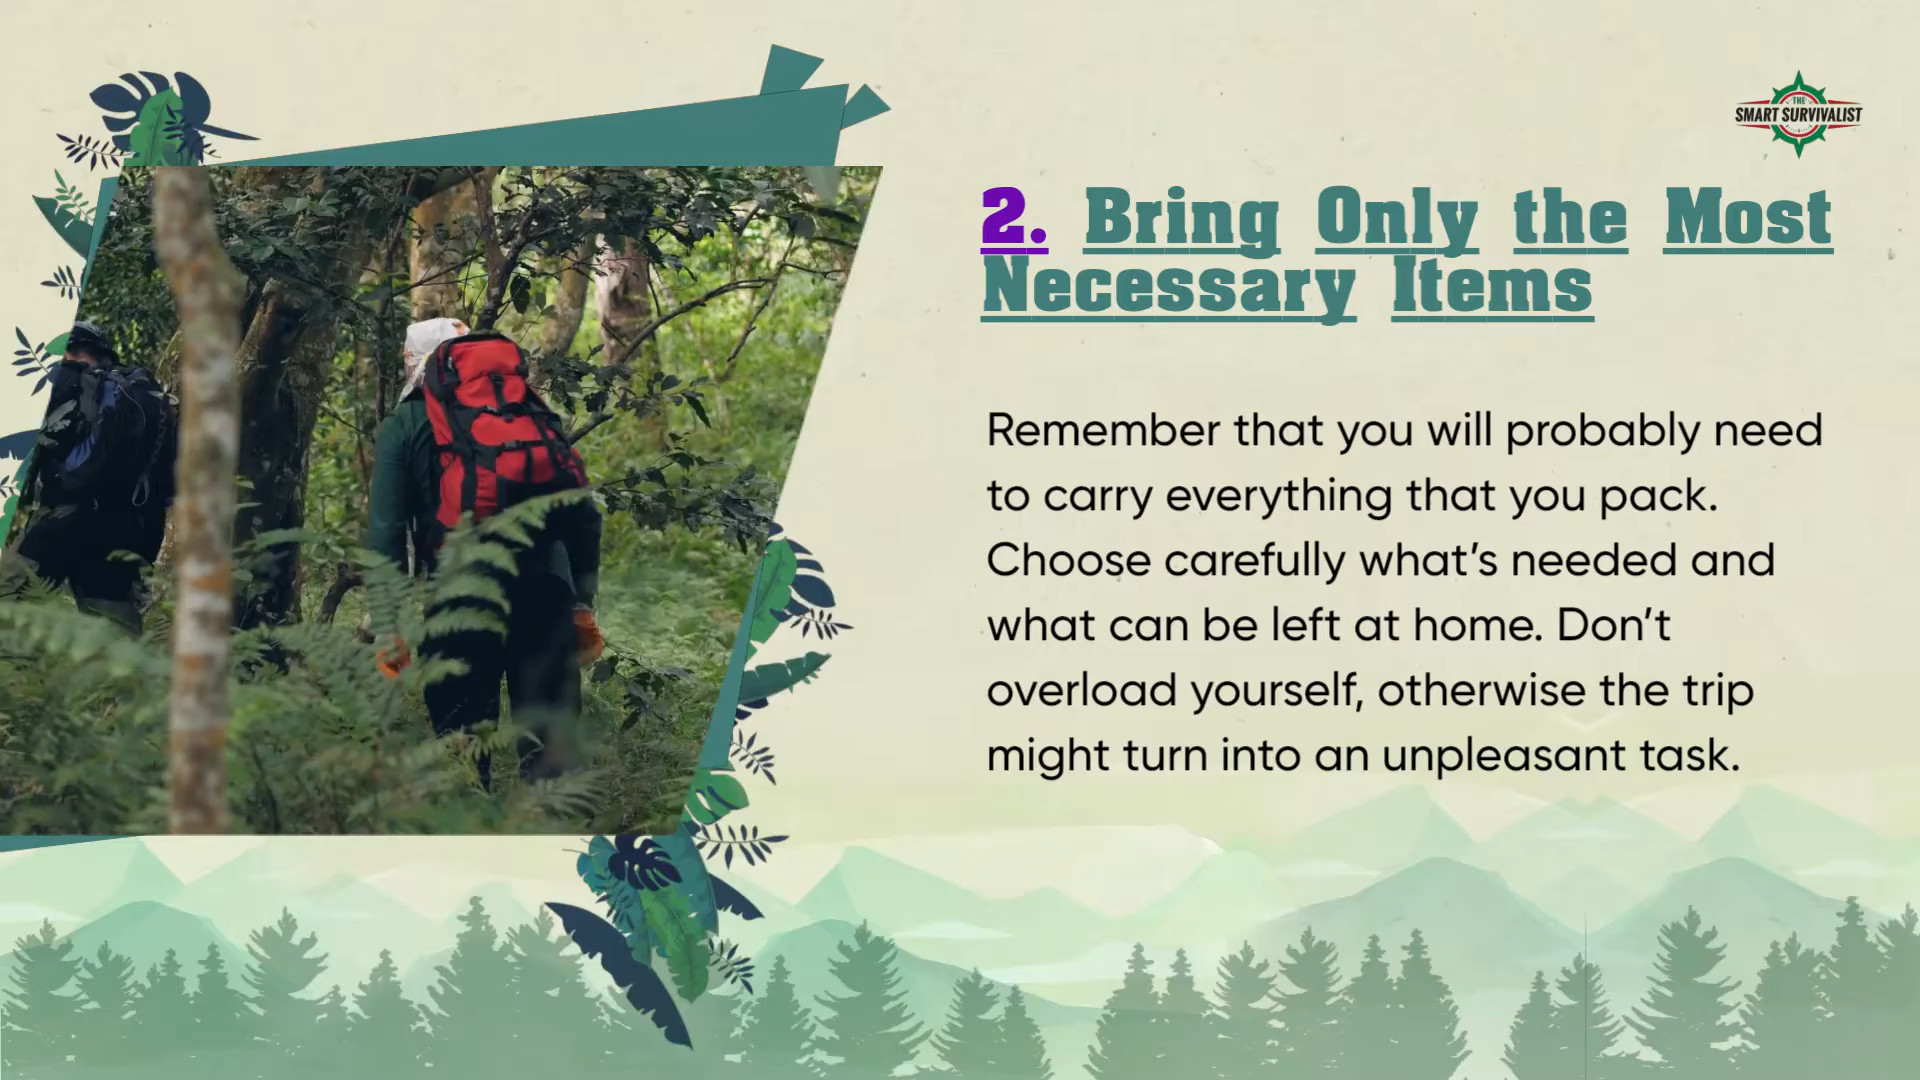 THE
SMART SURVIVALIST
2. Bring Only the Most
Necessary Items
Remember that you will probably need
to carry everything that you pack.
Choose carefully what’s needed and
what can be left at home. Don’t
overload yourself, otherwise the trip
might turn into an unpleasant task.